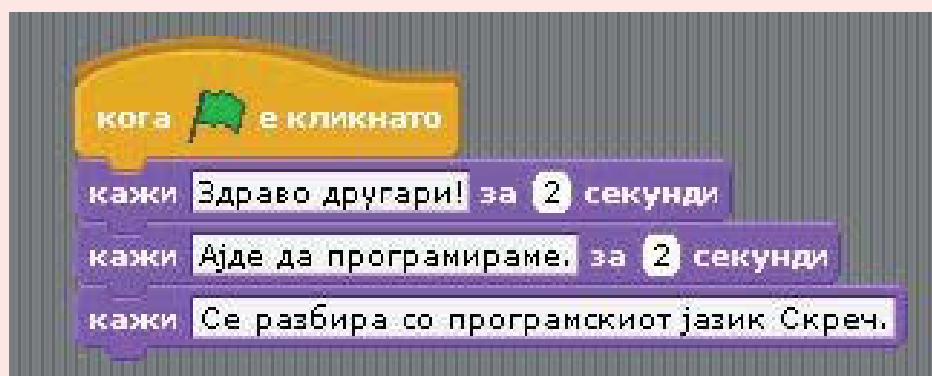 кога е кликнато
кажи Здраво другари! за 2 секунди
кажи Ајде да програмираме. за 2 секунди
кажи Се разбира со програмскиот јазик Скреч.